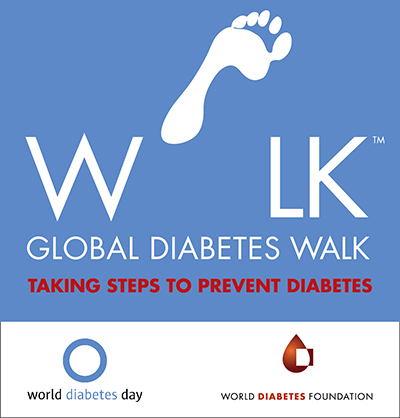 W LK™
GLOBAL DIABETES WALK
TAKING STEPS TO PREVENT DIABETES
world diabetes day
WORLD DIABETES FOUNDATION